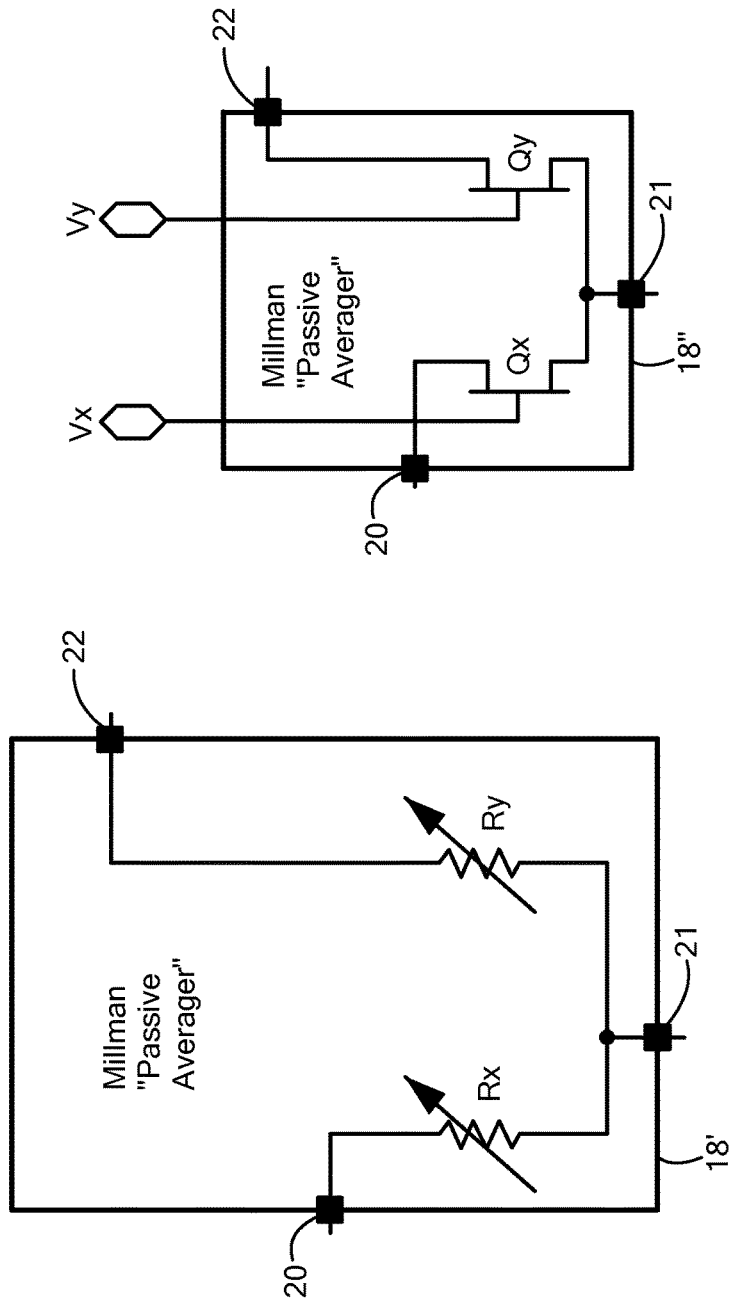 22
Ry
Millman
"Passive
Averager"
21
Rx
20
18'
Vy
22
Qy
Millman
"Passive
Averager"
21
Vx
Qx
20
18"